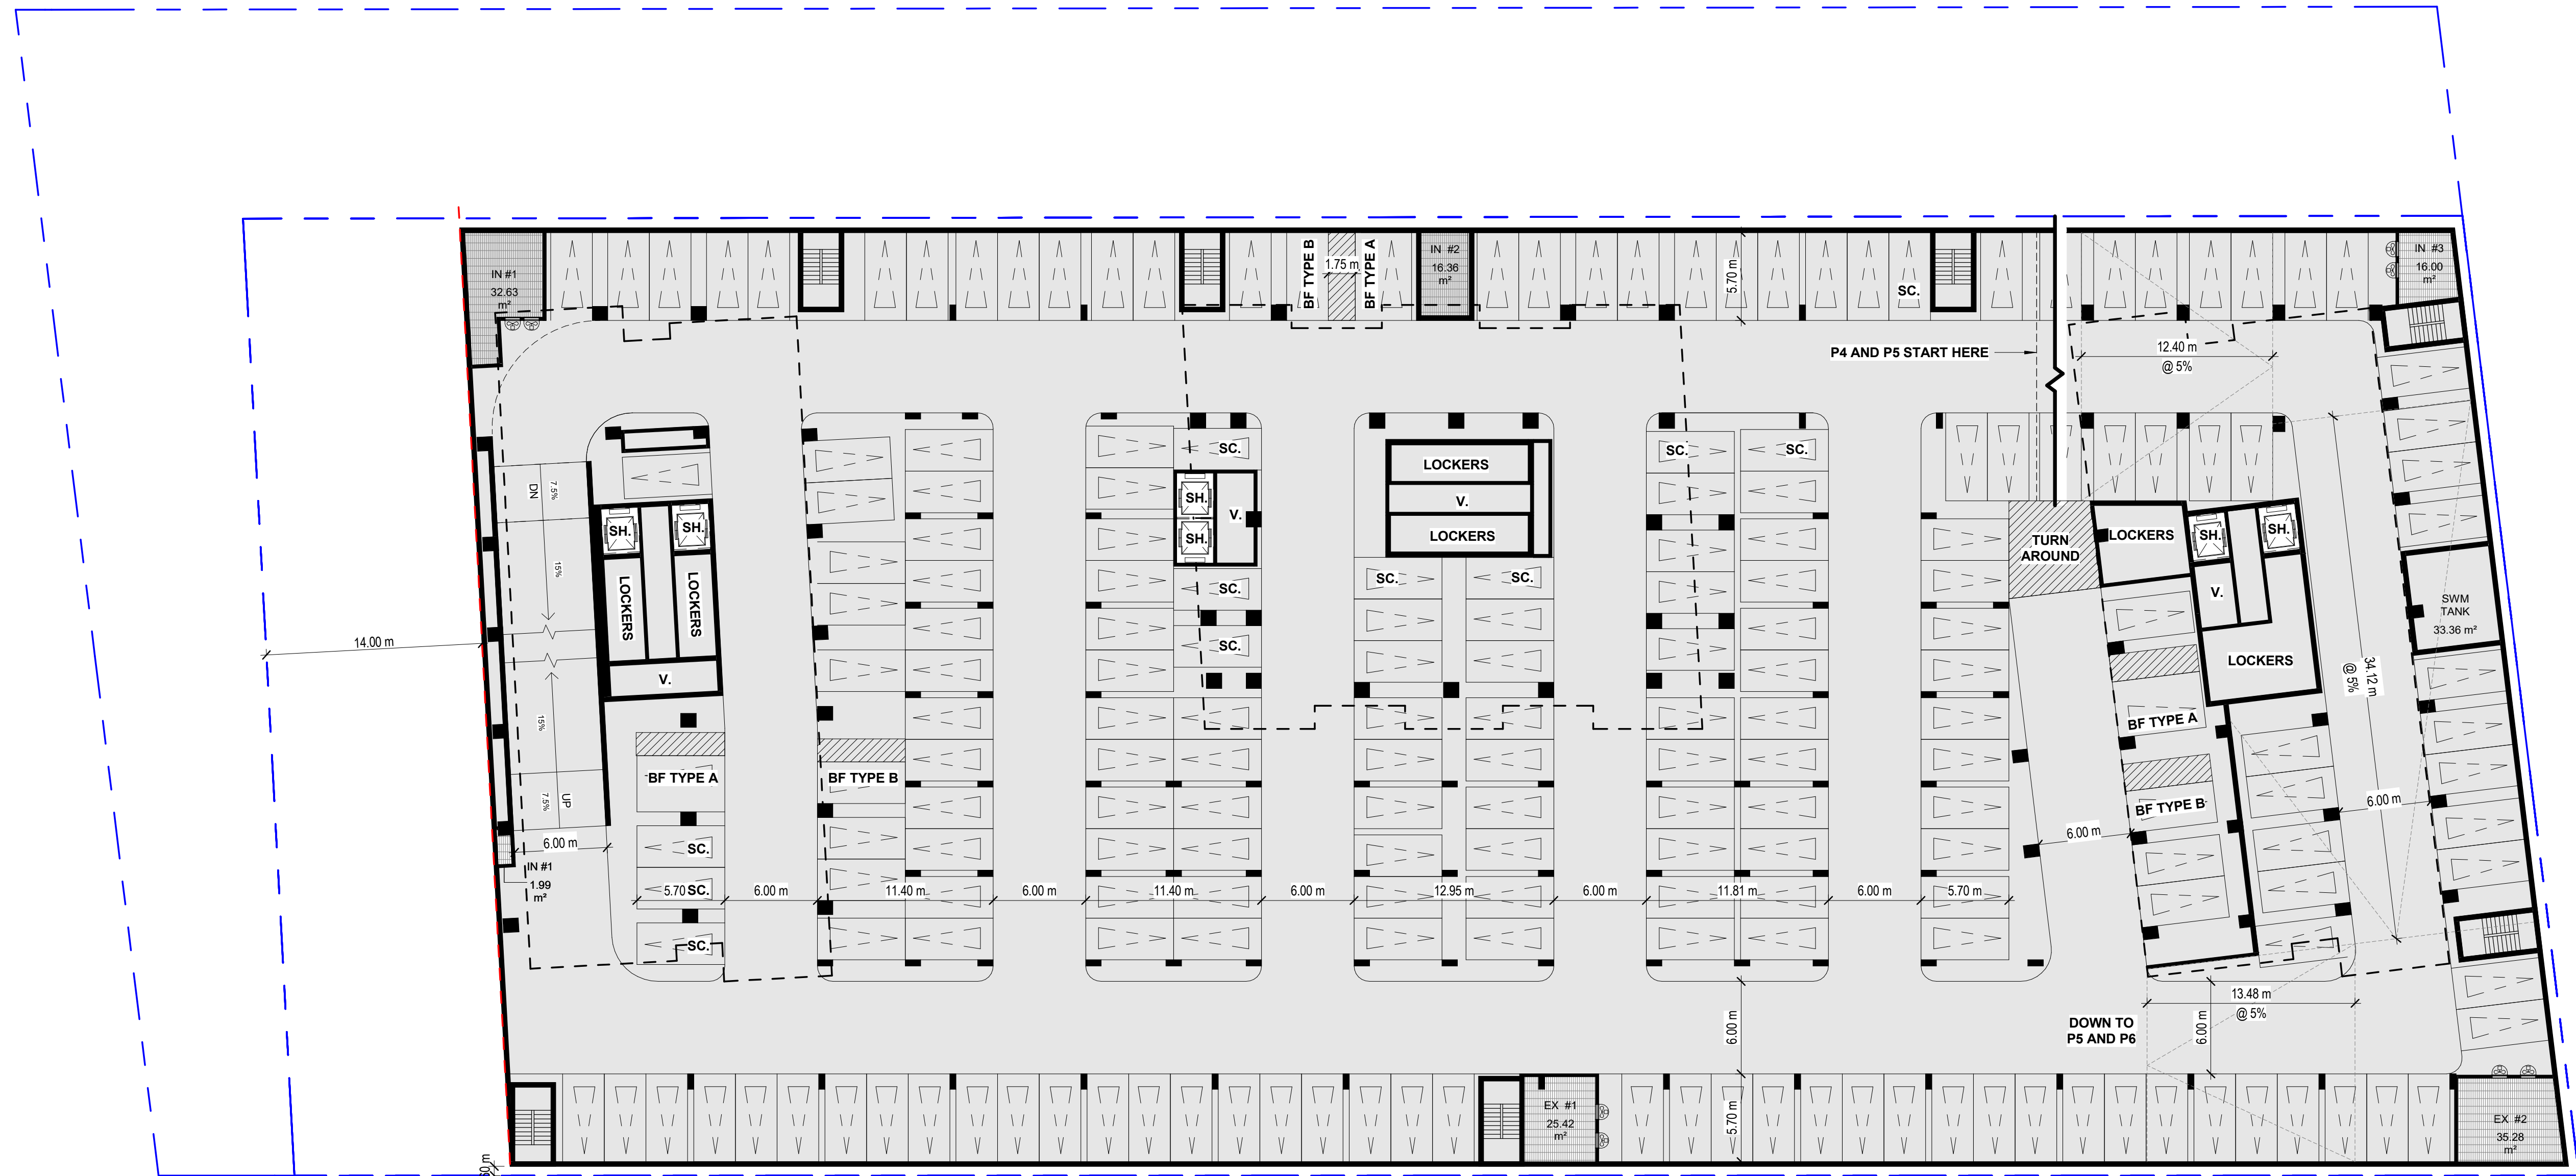 IN #1
32.63
m²
BF TYPE B
1.75 m
BF TYPE A
IN #2
16.36
m²
5.70 m
SC.
IN #3
16.00
m²
P4 AND P5 START HERE
12.40 m
@ 5%
DN
7.5%
15%
SH.
SH.
LOCKERS
LOCKERS
V.
14.00 m
15%
7.5%
UP
6.00 m
IN #1
1.99
m²
BF TYPE A
SC.
5.70
SC.
SC.
6.00 m
BF TYPE B
11.40 m
6.00 m
SC.
SH.
SH.
V.
SC.
SC.
11.40 m
6.00 m
LOCKERS
V.
LOCKERS
SC.
SC.
12.95 m
6.00 m
SC.
SC.
11.81 m
6.00 m
5.70 m
TURN
AROUND
LOCKERS
SH.
SH.
V.
LOCKERS
SWM
TANK
33.36 m²
34.12 m
@ 5%
BF TYPE A
BF TYPE B
6.00 m
6.00 m
13.48 m
@ 5%
DOWN TO
P5 AND P6
6.00 m
6.00 m
EX #1
25.42
m²
5.70 m
EX #2
35.28
m²